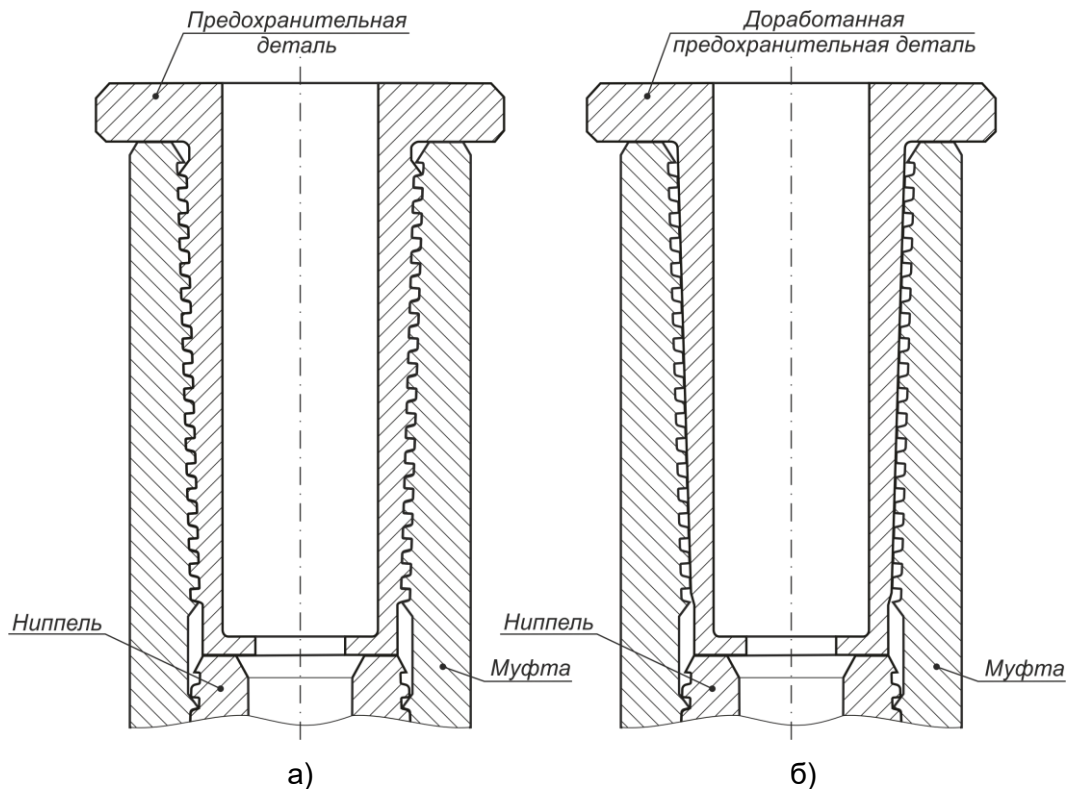 Предохранительная
деталь
Доработанная
предохранительная деталь
Ниппель
Муфта
Ниппель
Муфта
а)
б)